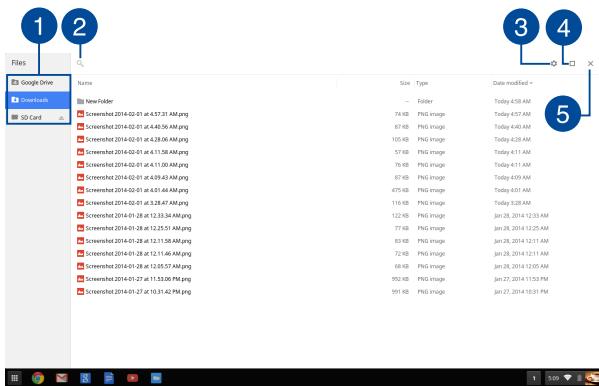 1 2 3 4
Files
Google Drive Name Size Type Date modified
Downloads New Folder -- Folder Today 4:58 AM
Screenshot 2014-02-01 at 4.57.31 AM.png 74 KB PNG image Today 4:57 AM
SD Card Screenshot 2014-02-01 at 4.40.56 AM.png 87 KB PNG image Today 4:40 AM
Screenshot 2014-02-01 at 4.28.06 AM.png 105 KB PNG image Today 4:28 AM
5
Screenshot 2014-02-01 at 4.11.58 AM.png 57 KB PNG image Today 4:11 AM
Screenshot 2014-02-01 at 4.11.00 AM.png 76 KB PNG image Today 4:11 AM
Screenshot 2014-02-01 at 4.09.43 AM.png 87 KB PNG image Today 4:09 AM
Screenshot 2014-02-01 at 4.01.44 AM.png 475 KB PNG image Today 4:01 AM
Screenshot 2014-02-01 at 3.28.47 AM.png 116 KB PNG image Today 3:28 AM
Screenshot 2014-01-28 at 12.33.34 AM.png 122 KB PNG image Jan 28, 2014 12:33 AM
Screenshot 2014-01-28 at 12.25.51 AM.png 77 KB PNG image Jan 28, 2014 12:25 AM
Screenshot 2014-01-28 at 12.11.58 AM.png 83 KB PNG image Jan 28, 2014 12:11 AM
Screenshot 2014-01-28 at 12.11.46 AM.png 72 KB PNG image Jan 28, 2014 12:11 AM
Screenshot 2014-01-28 at 12.05.57 AM.png 68 KB PNG image Jan 28, 2014 12:05 AM
Screenshot 2014-01-27 at 11.53.06 PM.png 992 KB PNG image Jan 27, 2014 11:53 PM
Screenshot 2014-01-27 at 10.31.42 PM.png 991 KB PNG image Jan 27, 2014 10:31 PM
8 1 5:09